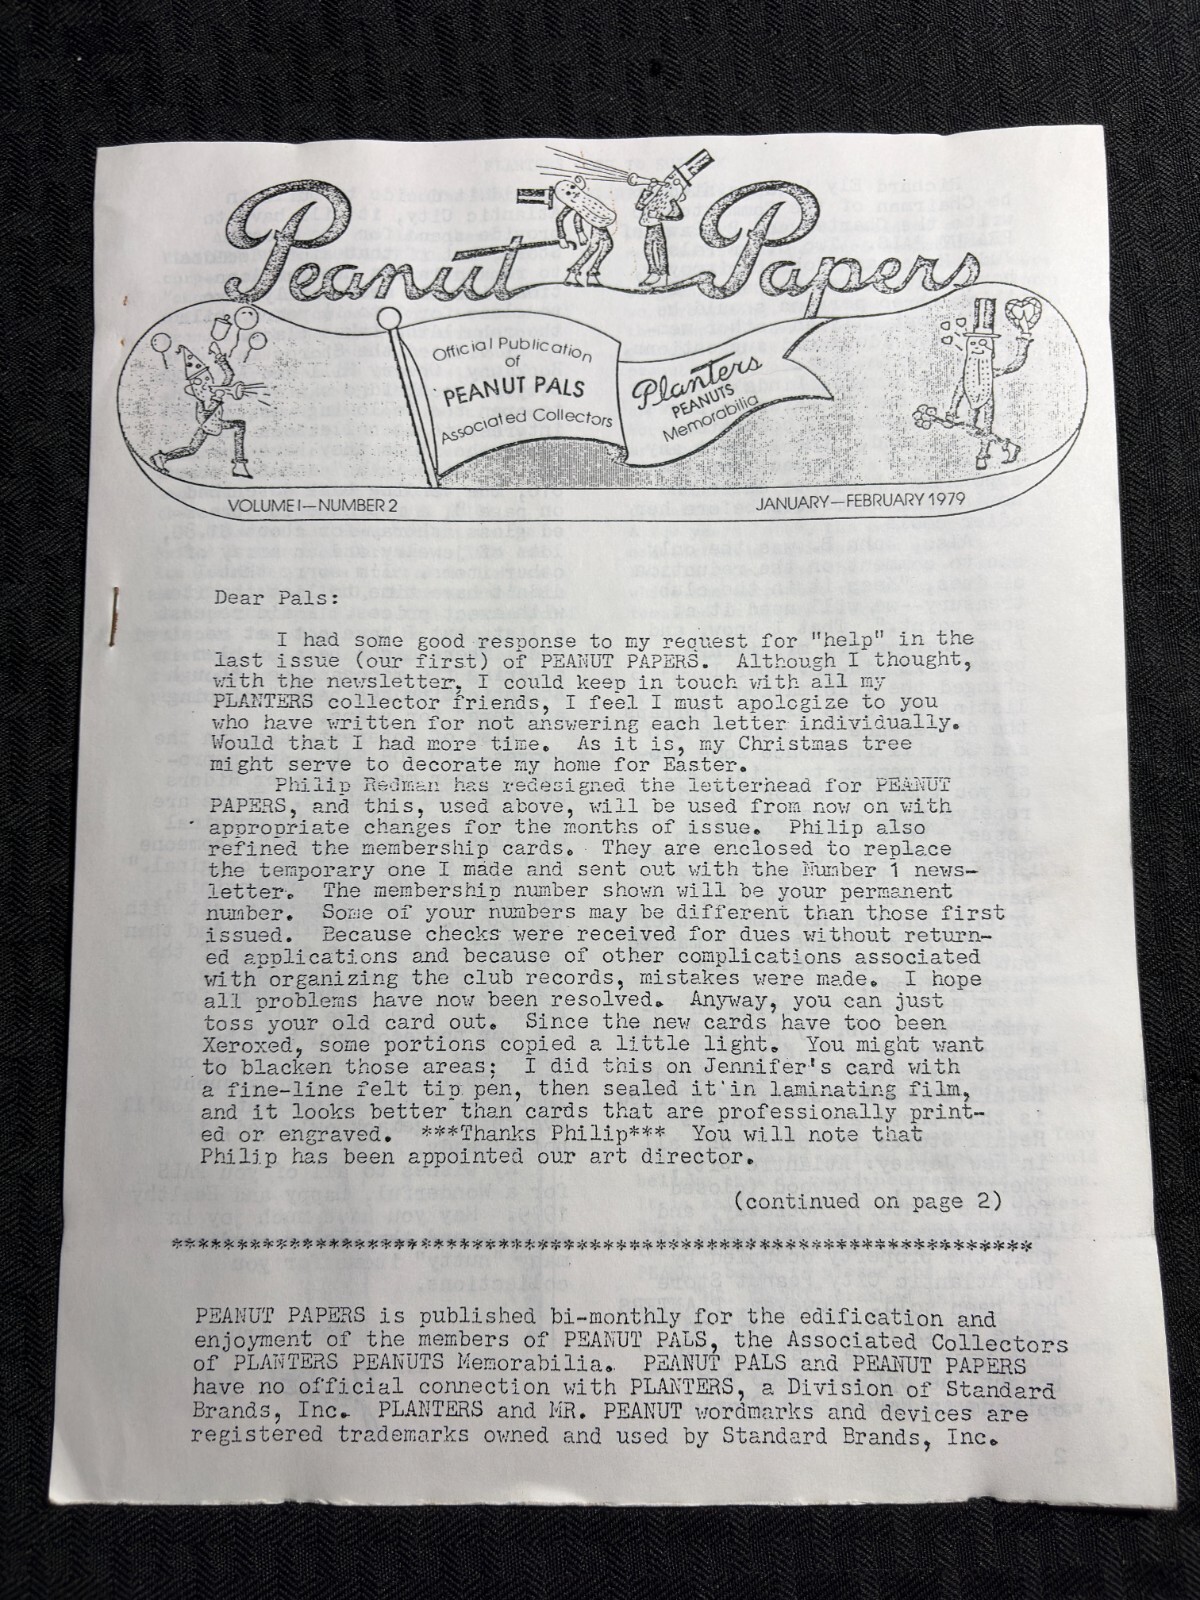 Peanut Papers
Official Publication
of
PEANUT PALS
Associated Collectors
Planters
PEANUTS
Memorabilia
VOLUME I—NUMBER 2
JANUARY—FEBRUARY 1979
Dear Pals:
I had some good response to my request for "help" in the
last issue (our first) of PEANUT PAPERS. Although I thought,
with the newsletter, I could keep in touch with all my
PLANTERS collector friends, I feel I must apologize to you
who have written for not answering each letter individually.
Would that I had more time. As it is, my Christmas tree
might serve to decorate my home for Easter.
Philip Redman has redesigned the letterhead for PEANUT
PAPERS, and this, used above, will be used from now on with
appropriate changes for the months of issue. Philip also
refined the membership cards. They are enclosed to replace
the temporary one I made and sent out with the Number 1 news-
letter. The membership number shown will be your permanent
number. Some of your numbers may be different than those first
issued. Because checks were received for dues without return-
ed applications and because of other complications associated
with organizing the club records, mistakes were made. I hope
all problems have now been resolved. Anyway, you can just
toss your old card out. Since the new cards have too been
Xeroxed, some portions copied a little light. You might want
to blacken those areas; I did this on Jennifer's card with
a fine-line felt tip pen, then sealed it in laminating film,
and it looks better than cards that are professionally print-
ed or engraved. ***Thanks Philip*** You will note that
Philip has been appointed our art director.
(continued on page 2)
******************************************************************
PEANUT PAPERS is published bi-monthly for the edification and
enjoyment of the members of PEANUT PALS, the Associated Collectors
of PLANTERS PEANUTS Memorabilia. PEANUT PALS and PEANUT PAPERS
have no official connection with PLANTERS, a Division of Standard
Brands, Inc. PLANTERS and MR. PEANUT wordmarks and devices are
registered trademarks owned and used by Standard Brands, Inc.